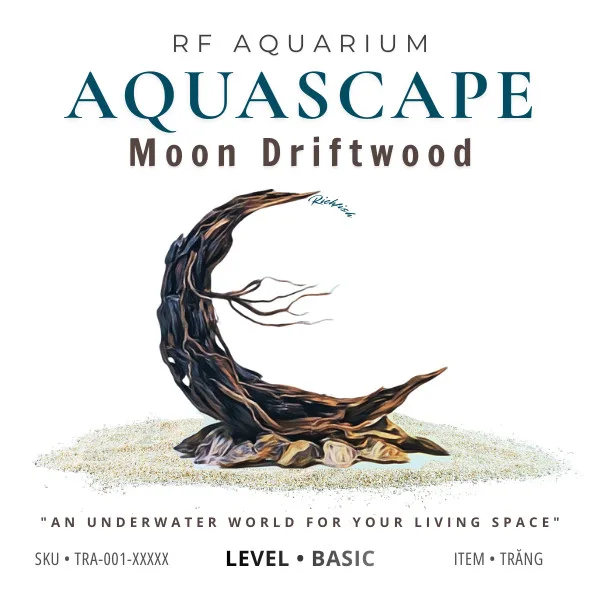 RF AQUARIUM
AQUASCAPE
Moon Driftwood
Richfish
"AN UNDERWATER WORLD FOR YOUR LIVING SPACE"
SKU • TRA-001-XXXXX
LEVEL • BASIC
ITEM • TRĂNG